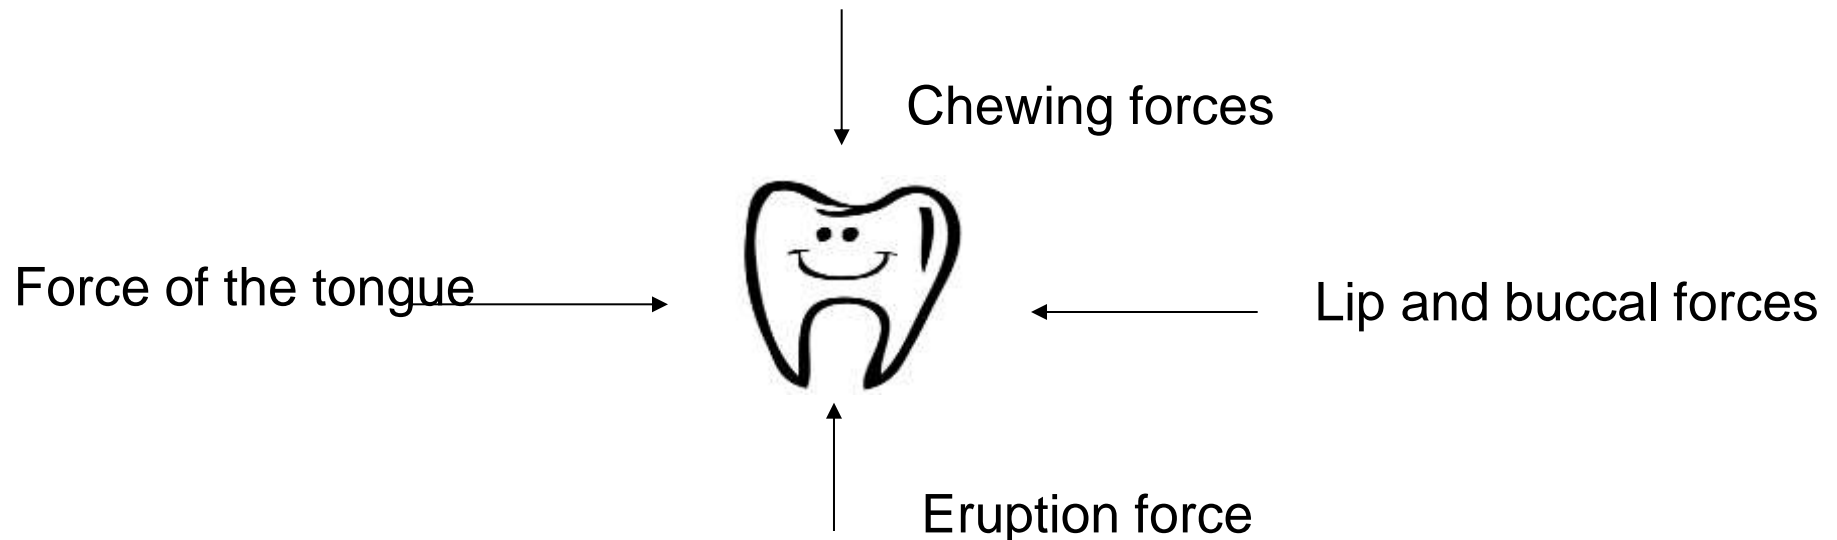 Chewing forces
Force of the tongue
Lip and buccal forces
Eruption force